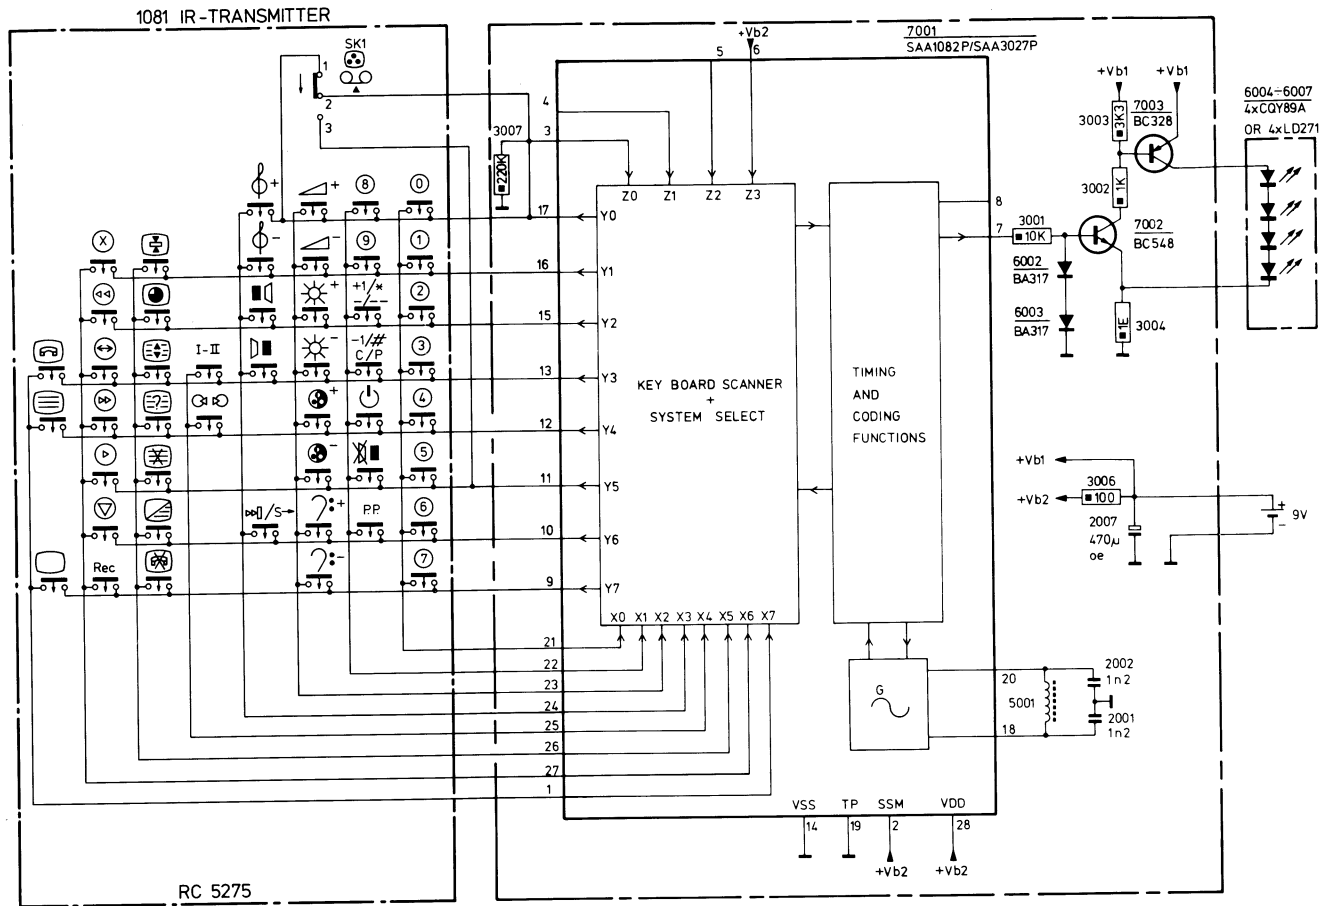 1081 IR-TRANSMITTER
SK1
1
2
3
+Vb2
7001
SAA1082P/SAA3027P
5
6
4
3
3007
220K
Z0 Z1 Z2 Z3
+Vb1 +Vb1
3003
3K3
7003
BC328
3002
1K
6004÷6007
4xCQY89A
OR 4xLD271
8
7
3001
10K
7002
BC548
6002
BA317
6003
BA317
1E
3004
+ + 8 0
17 Y0
X - - 9 1
16 Y1
+ +1/* 2
-/--
15 Y2
I-II - -1/# 3
C/P
13 Y3
? + 4
12 Y4
- 5
11 Y5
/S + P.P. 6
10 Y6
Rec - 7
9 Y7
KEY BOARD SCANNER
+
SYSTEM SELECT
TIMING
AND
CODING
FUNCTIONS
X0 X1 X2 X3 X4 X5 X6 X7
21
22
23
24
25
26
27
1
G
20
18
5001
2002
1n2
2001
1n2
+Vb1
+Vb2
3006
100
2007
470µ
oe
+
-
9V
VSS TP SSM VDD
14 19 2 28
+Vb2 +Vb2
RC 5275